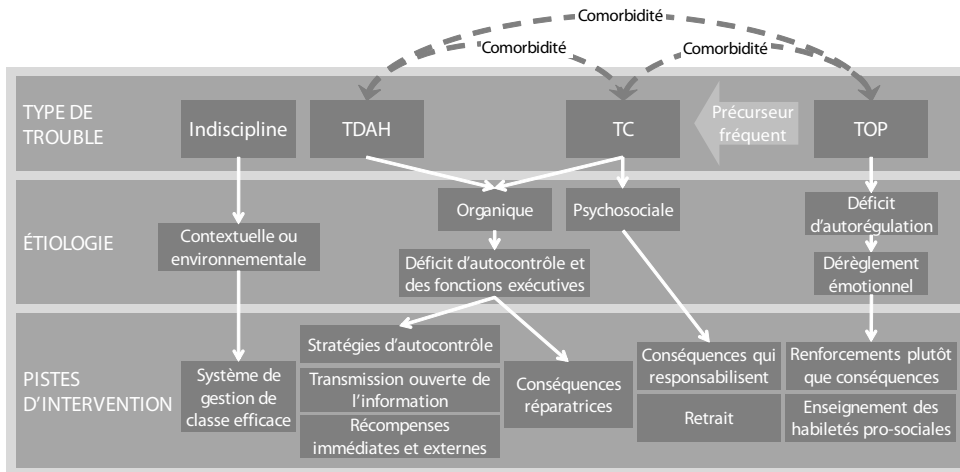 Comorbidité
Comorbidité
Comorbidité
TYPE DE
TROUBLE
Indiscipline
TDAH
TC
Précurseur
fréquent
TOP
ÉTIOLOGIE
Contextuelle ou
environnementale
Organique
Psychosociale
Déficit
d'autorégulation
Déficit d'autocontrôle et
des fonctions exécutives
Dérèglement
émotionnel
PISTES
D'INTERVENTION
Système de
gestion de
classe efficace
Stratégies d'autocontrôle
Transmission ouverte de
l'information
Récompenses
immédiates et externes
Conséquences
réparatrices
Conséquences qui
responsabilisent
Retrait
Renforcements plutôt
que conséquences
Enseignement des
habiletés pro-sociales